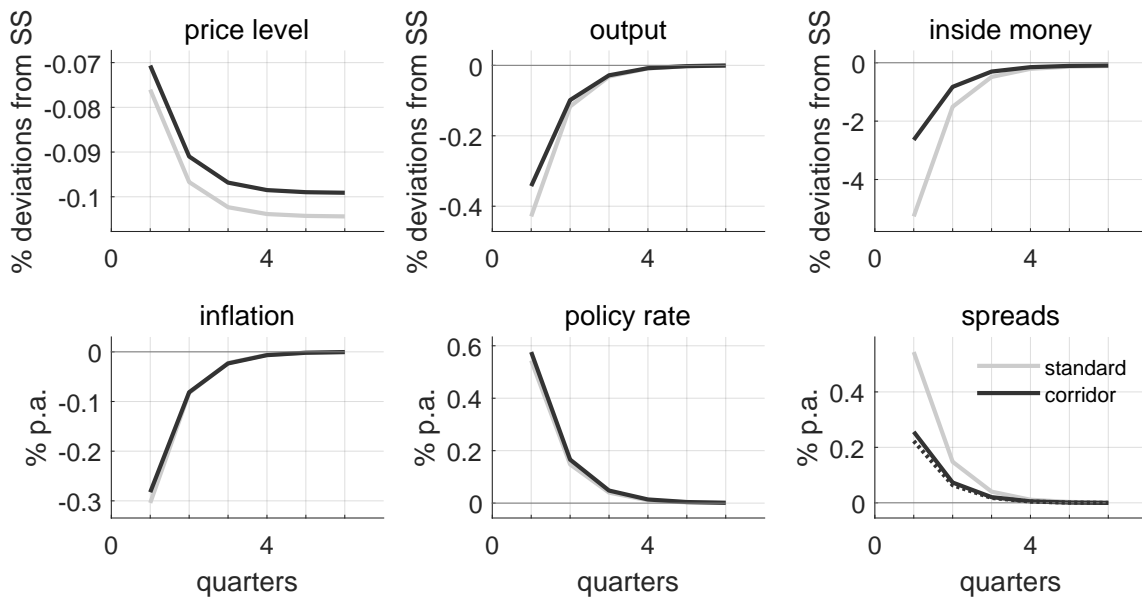 price level
output
inside money
% deviations from SS
-0.07
-0.08
-0.09
-0.1
0
4
% deviations from SS
0
-0.2
-0.4
0
4
% deviations from SS
0
-2
-4
0
4
inflation
policy rate
spreads
% p.a.
0
-0.1
-0.2
-0.3
0
4
quarters
% p.a.
0.6
0.4
0.2
0
0
4
quarters
% p.a.
0.4
0.2
0
standard
corridor
0
4
quarters